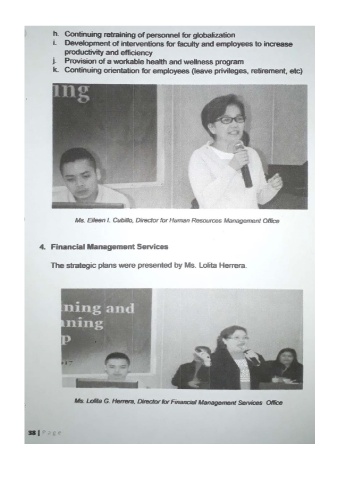 h. Continuing retraining of personnel for globalization
i. Development of interventions for faculty and employees to increase
productivity and efficiency
j. Provision of a workable health and wellness program
k. Continuing orientation for employees (leave privileges, retirement, etc)
ing
Ms. Eileen I. Cubillo, Director for Human Resources Management Office
4. Financial Management Services
The strategic plans were presented by Ms. Lolita Herrera.
ning and
nning
p
Ms. Lolita G. Herrera, Director for Financial Management Services Office
38 | Page